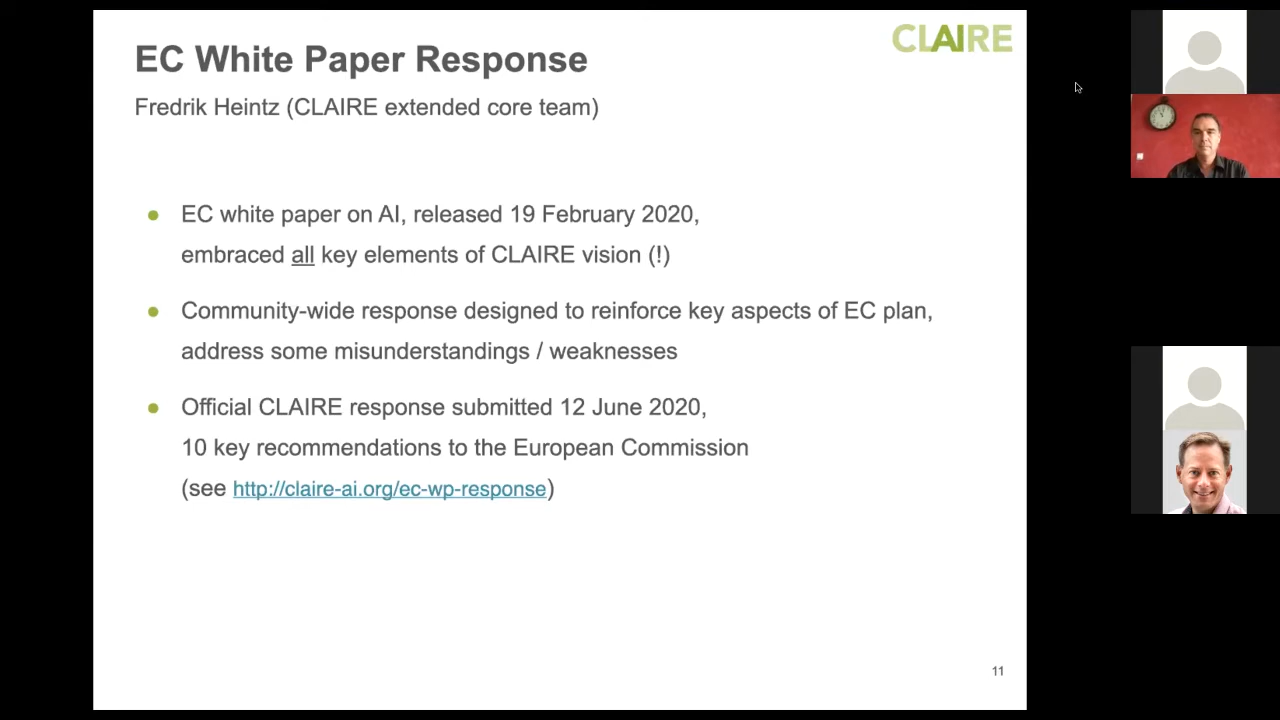 CLAIRE
EC White Paper Response
Fredrik Heintz (CLAIRE extended core team)
● EC white paper on AI, released 19 February 2020,
embraced all key elements of CLAIRE vision (!)
● Community-wide response designed to reinforce key aspects of EC plan,
address some misunderstandings / weaknesses
● Official CLAIRE response submitted 12 June 2020,
10 key recommendations to the European Commission
(see http://claire-ai.org/ec-wp-response)
11